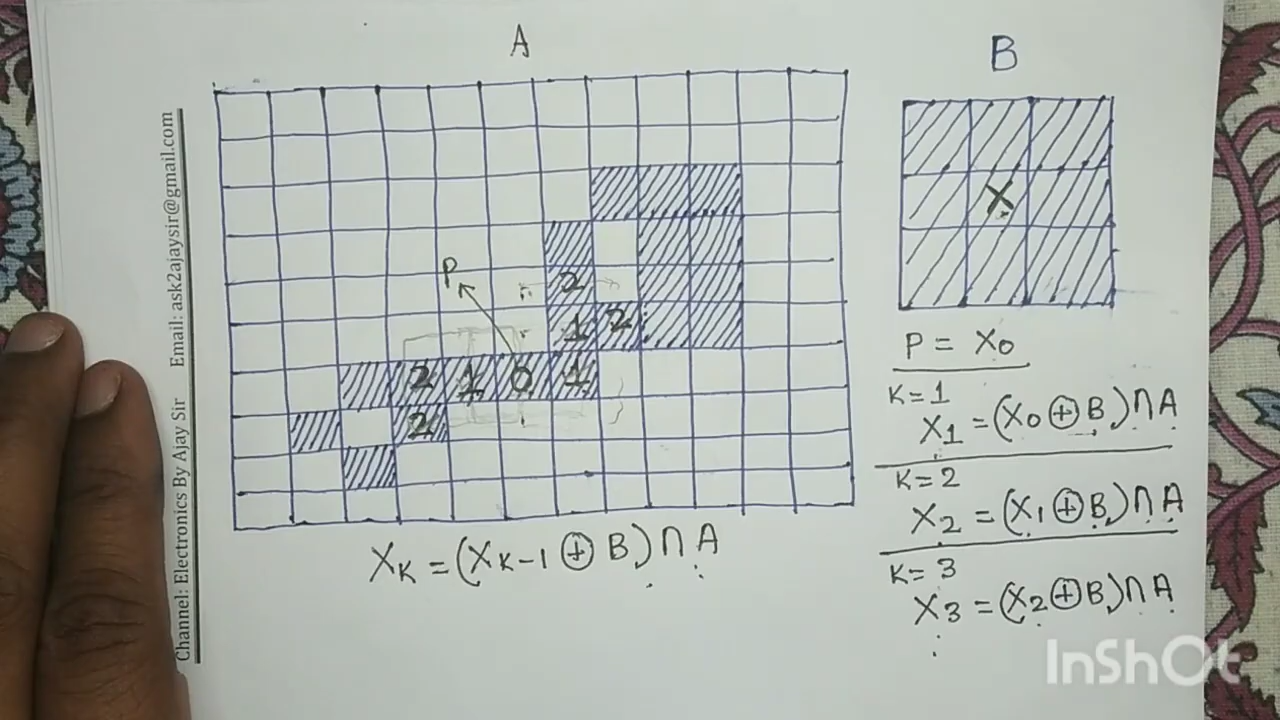 A
B
P
2
1 2
2 1 0 1
2
P = X0
K=1
X1 = (X0 ⊕ B) ∩ A
K=2
X2 = (X1 ⊕ B) ∩ A
K=3
X3 = (X2 ⊕ B) ∩ A
XK = (XK-1 ⊕ B) ∩ A
X
Channel: Electronics By Ajay Sir Email: ask2ajaysir@gmail.com
InShOt